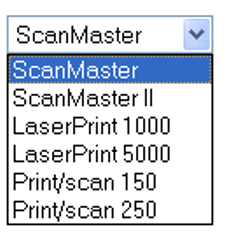 ScanMaster
ScanMaster
ScanMaster II
LaserPrint 1000
LaserPrint 5000
Print/scan 150
Print/scan 250